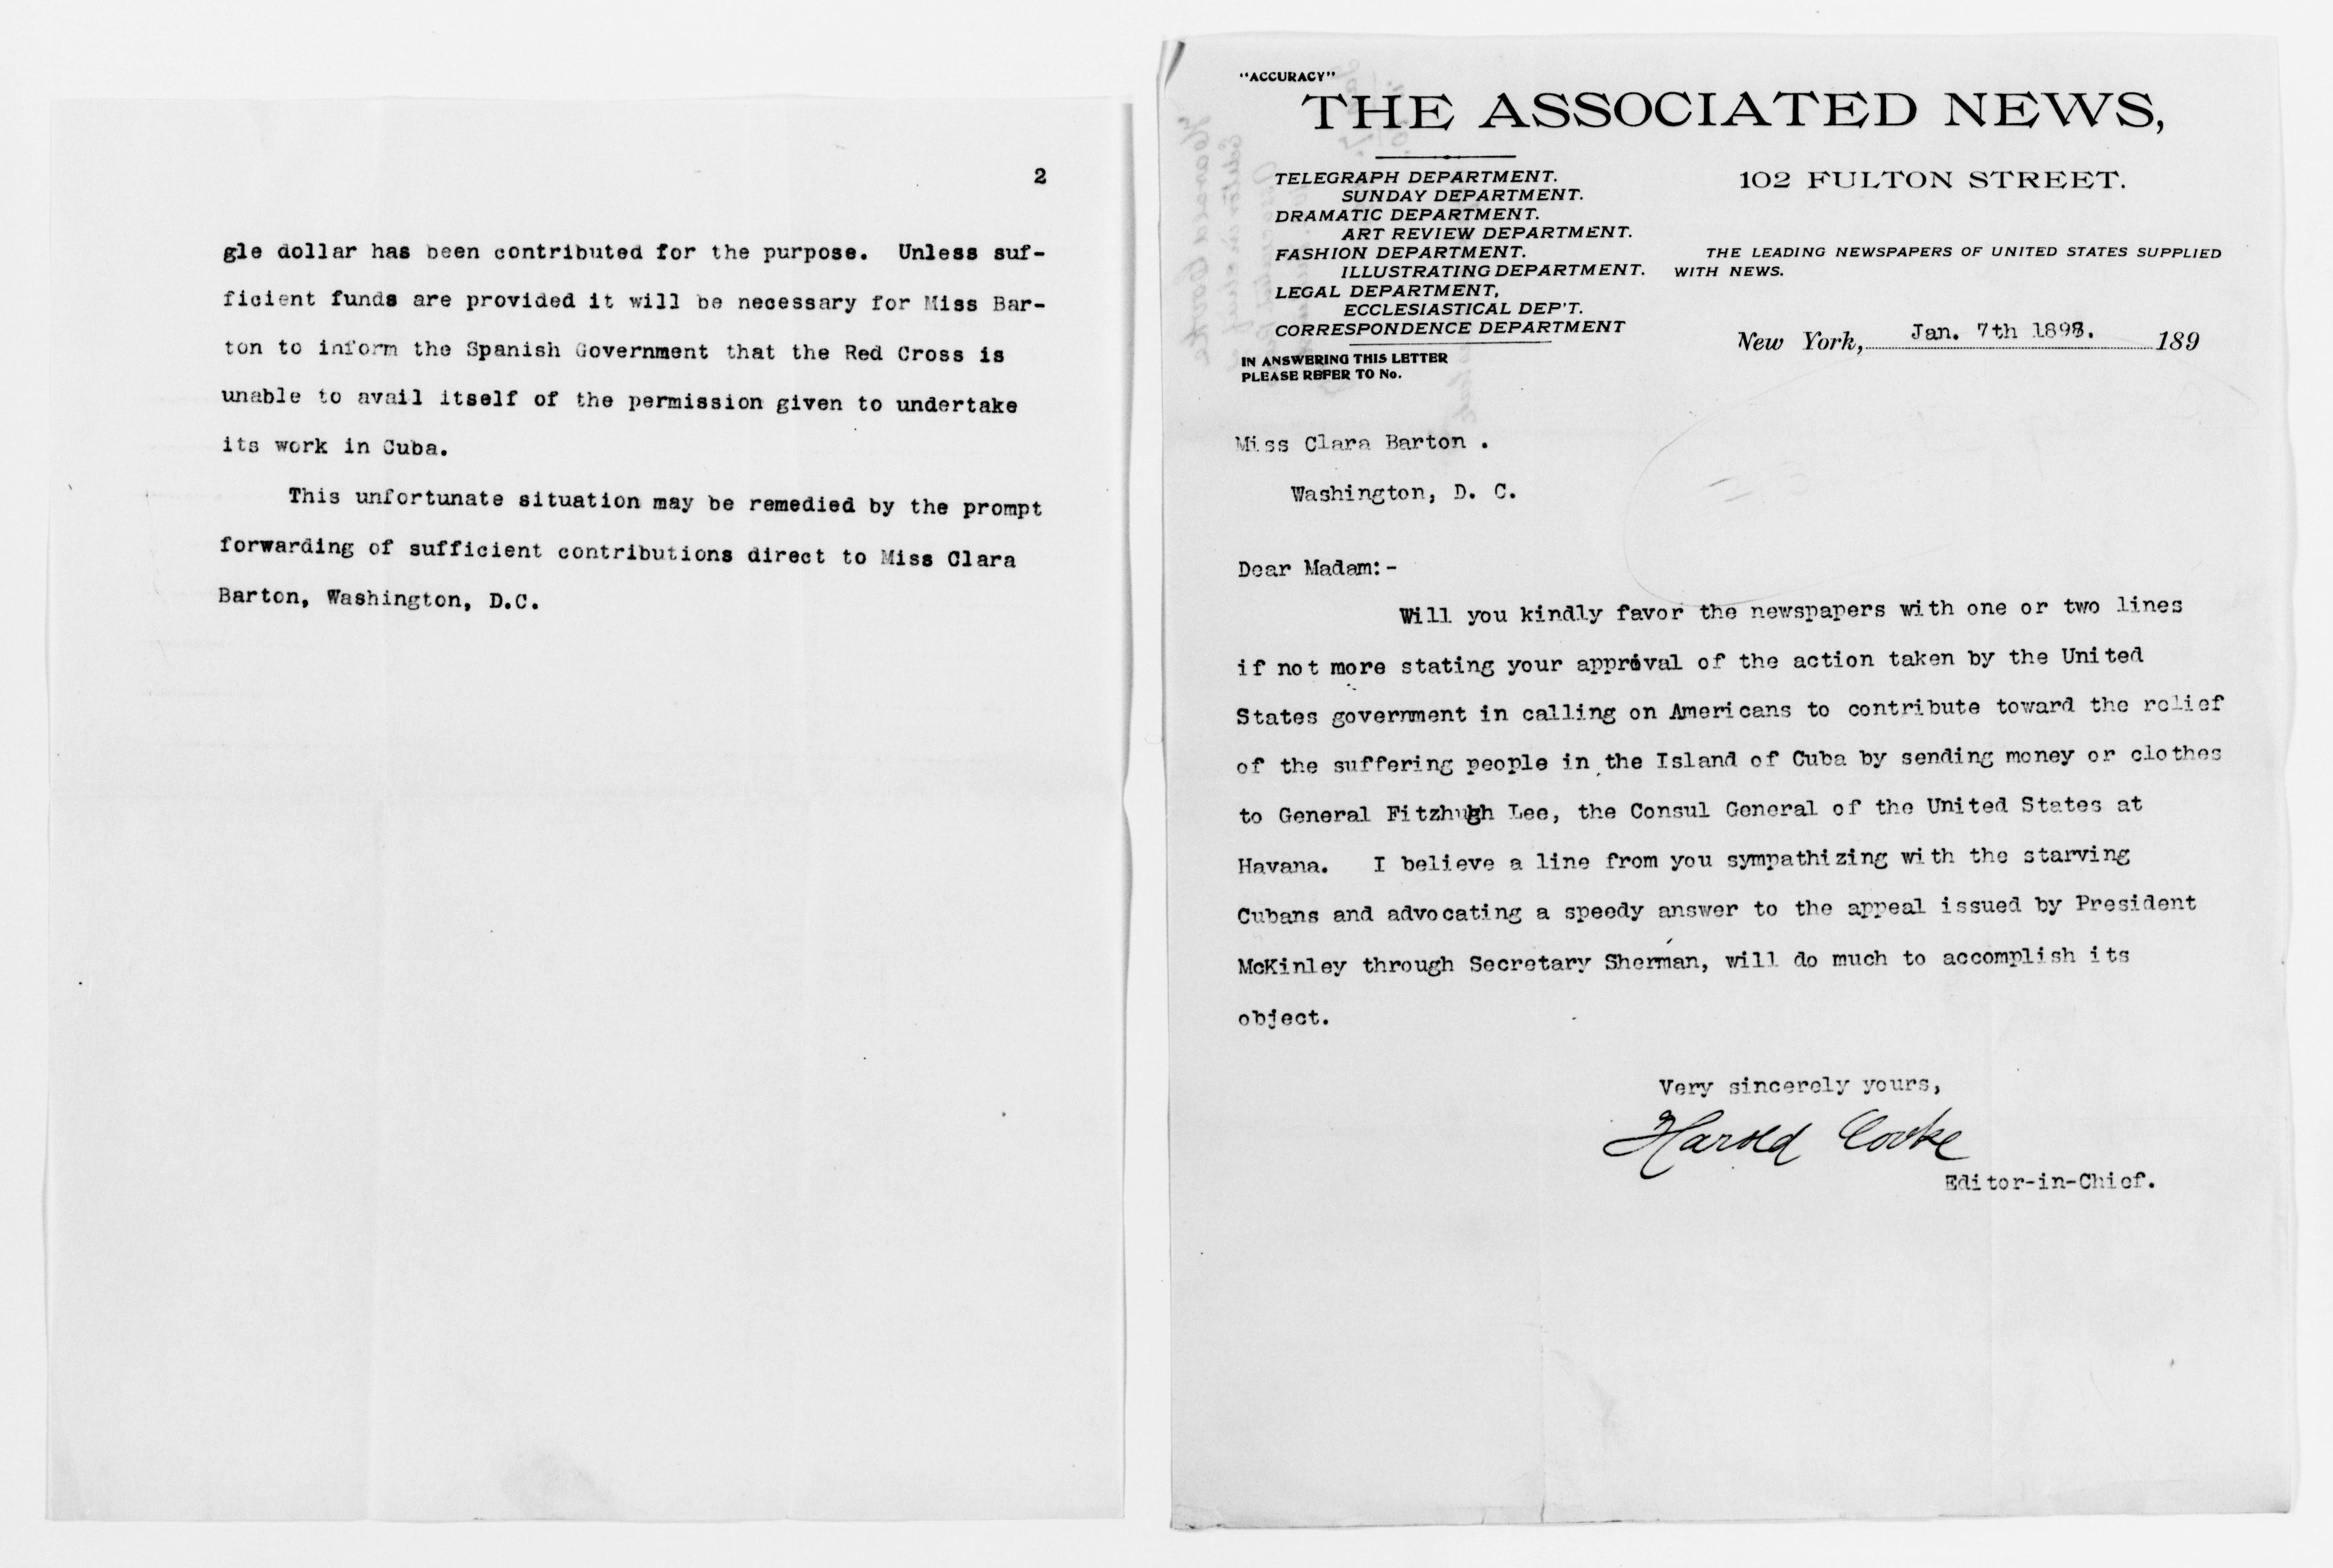 2
gle dollar has been contributed for the purpose. Unless suf-
ficient funds are provided it will be necessary for Miss Bar-
ton to inform the Spanish Government that the Red Cross is
unable to avail itself of the permission given to undertake
its work in Cuba.
This unfortunate situation may be remedied by the prompt
forwarding of sufficient contributions direct to Miss Clara
Barton, Washington, D.C.
"ACCURACY"
THE ASSOCIATED NEWS,
TELEGRAPH DEPARTMENT.
SUNDAY DEPARTMENT.
DRAMATIC DEPARTMENT.
ART REVIEW DEPARTMENT.
FASHION DEPARTMENT.
ILLUSTRATING DEPARTMENT.
LEGAL DEPARTMENT,
ECCLESIASTICAL DEP'T.
CORRESPONDENCE DEPARTMENT
IN ANSWERING THIS LETTER
PLEASE REFER TO No.
102 FULTON STREET.
THE LEADING NEWSPAPERS OF UNITED STATES SUPPLIED
WITH NEWS.
New York, Jan. 7th 1898. 189
Miss Clara Barton .
Washington, D. C.
Dear Madam:-
Will you kindly favor the newspapers with one or two lines
if not more stating your approval of the action taken by the United
States government in calling on Americans to contribute toward the relief
of the suffering people in the Island of Cuba by sending money or clothes
to General Fitzhugh Lee, the Consul General of the United States at
Havana. I believe a line from you sympathizing with the starving
Cubans and advocating a speedy answer to the appeal issued by President
McKinley through Secretary Sherman, will do much to accomplish its
object.
Very sincerely yours,
Harold Cooke
Editor-in-Chief.